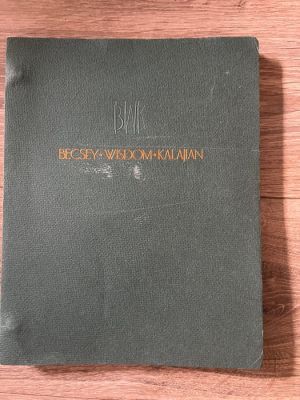 BWK
BECSEY • WISDOM • KALAJIAN